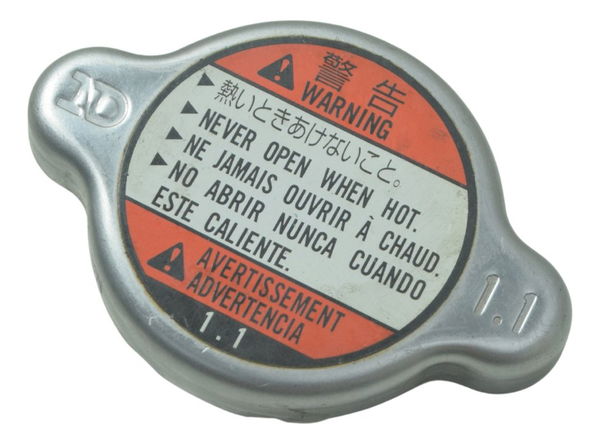 ND
警告
WARNING
熱いときあけないこと。
NEVER OPEN WHEN HOT.
NE JAMAIS OUVRIR À CHAUD.
NO ABRIR NUNCA CUANDO
ESTE CALIENTE.
AVERTISSEMENT
ADVERTENCIA
1.1
1.1